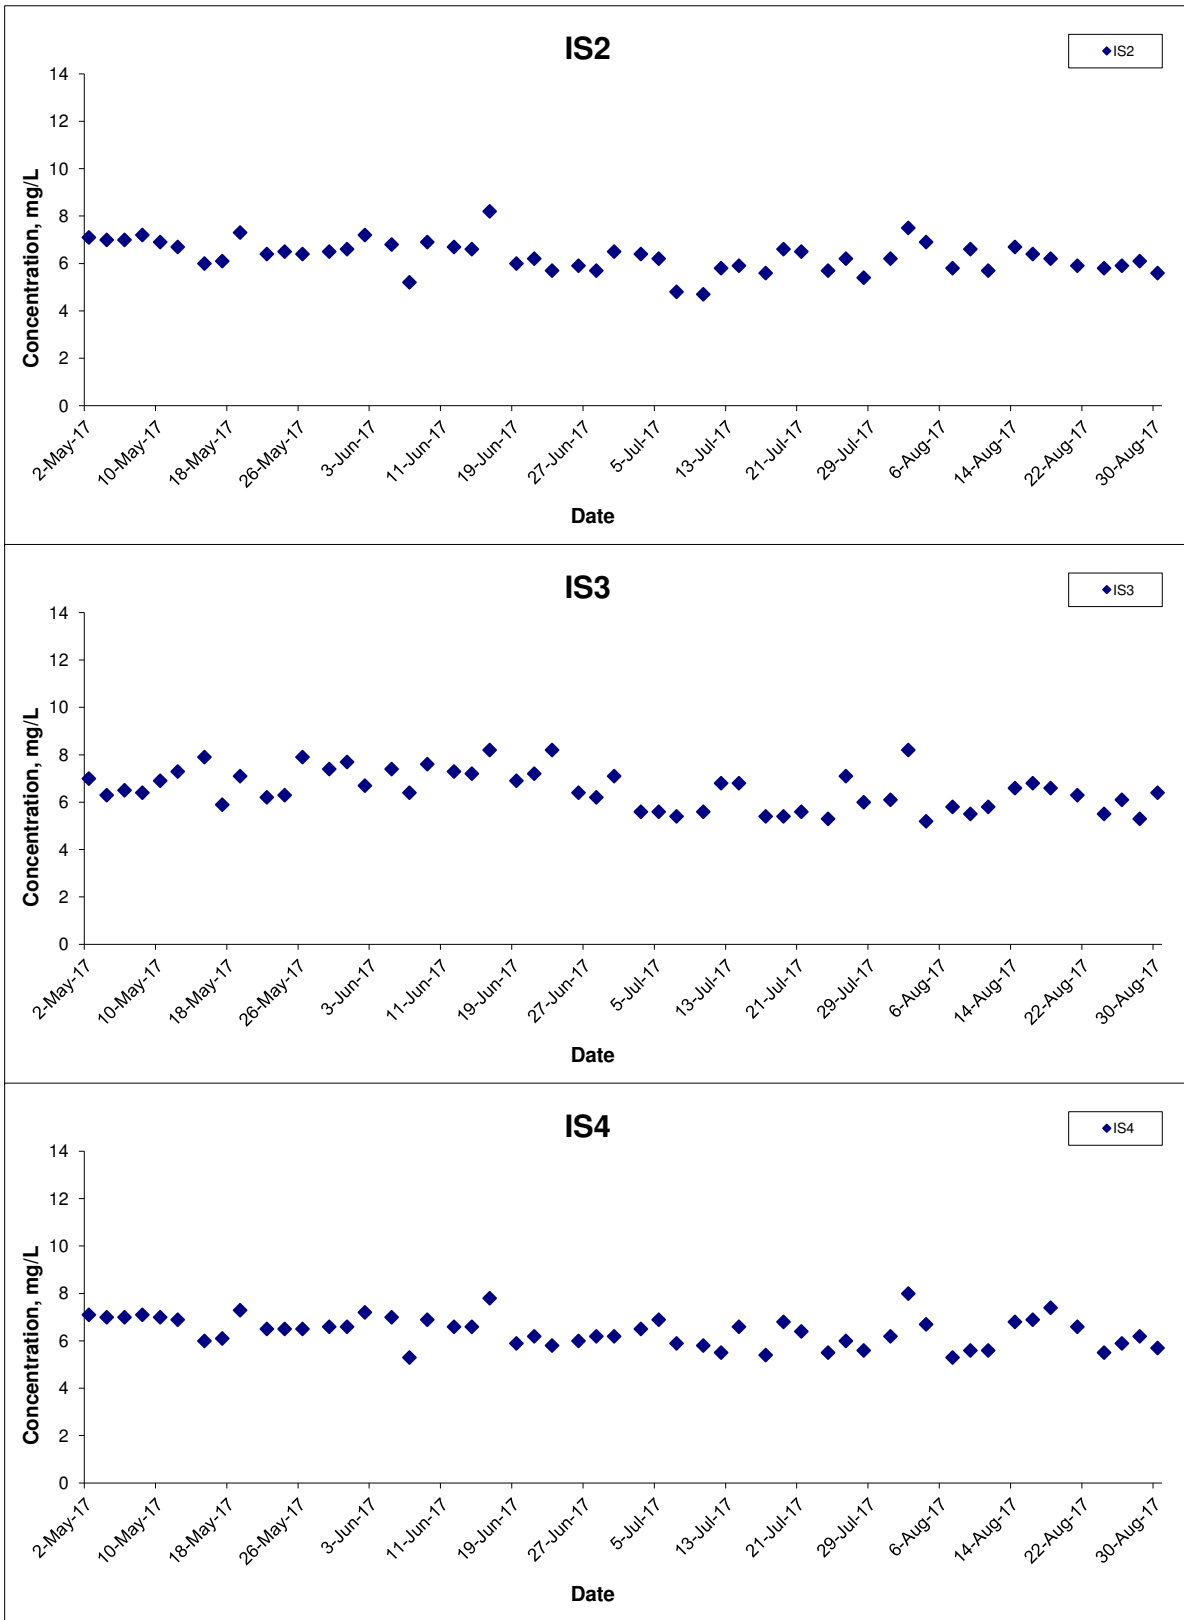 IS2
IS2
14
12
10
8
6
4
2
0
Concentration, mg/L
2-May-17
10-May-17
18-May-17
26-May-17
3-Jun-17
11-Jun-17
19-Jun-17
27-Jun-17
5-Jul-17
13-Jul-17
21-Jul-17
29-Jul-17
6-Aug-17
14-Aug-17
22-Aug-17
30-Aug-17
Date
IS3
IS3
14
12
10
8
6
4
2
0
Concentration, mg/L
2-May-17
10-May-17
18-May-17
26-May-17
3-Jun-17
11-Jun-17
19-Jun-17
27-Jun-17
5-Jul-17
13-Jul-17
21-Jul-17
29-Jul-17
6-Aug-17
14-Aug-17
22-Aug-17
30-Aug-17
Date
IS4
IS4
14
12
10
8
6
4
2
0
Concentration, mg/L
2-May-17
10-May-17
18-May-17
26-May-17
3-Jun-17
11-Jun-17
19-Jun-17
27-Jun-17
5-Jul-17
13-Jul-17
21-Jul-17
29-Jul-17
6-Aug-17
14-Aug-17
22-Aug-17
30-Aug-17
Date